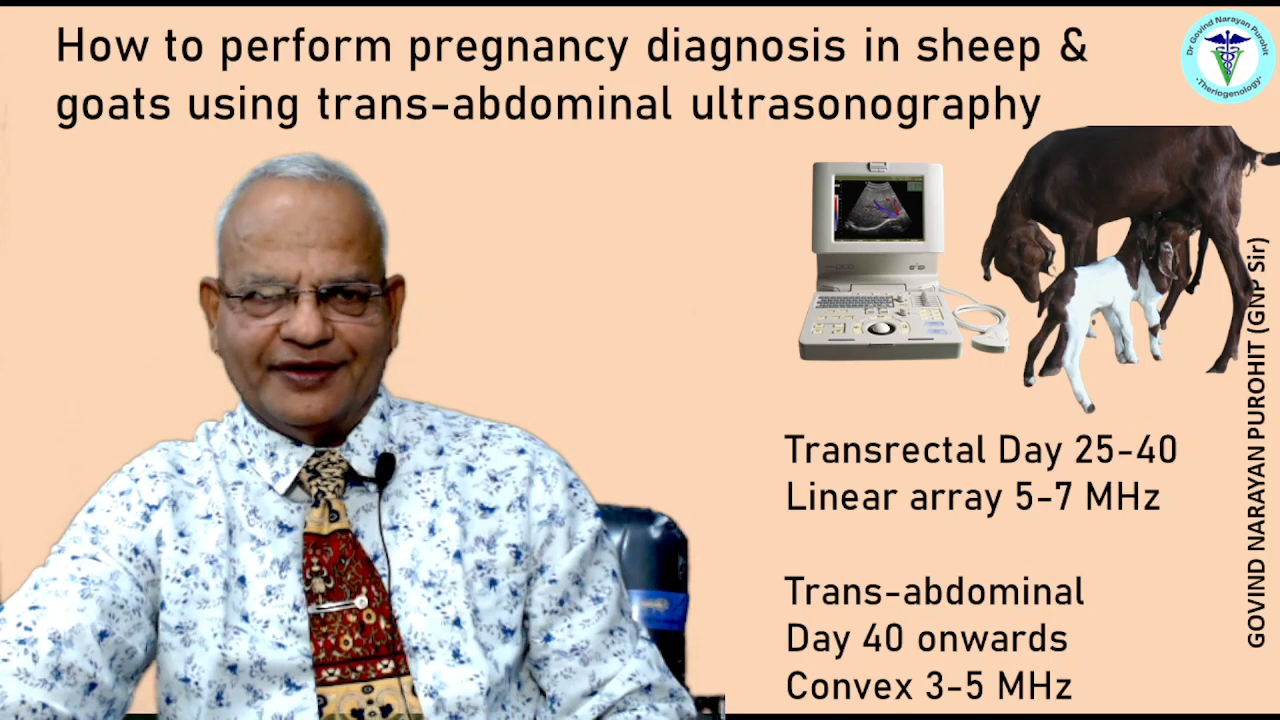 How to perform pregnancy diagnosis in sheep &
goats using trans-abdominal ultrasonography
Dr Govind Narayan Purohit
•Theriogenology•
Transrectal Day 25-40
Linear array 5-7 MHz
Trans-abdominal
Day 40 onwards
Convex 3-5 MHz
GOVIND NARAYAN PUROHIT (GNP Sir)